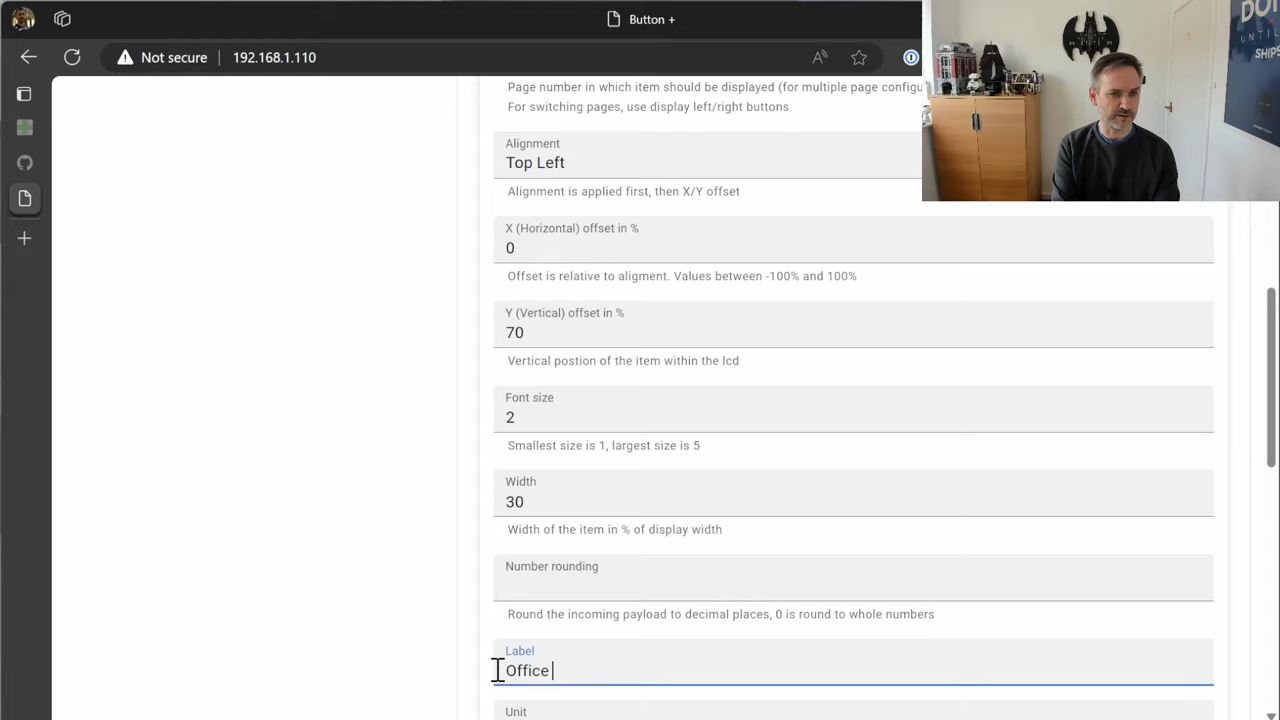 Button +
Not secure
192.168.1.110
Page number in which item should be displayed (for multiple page configu
For switching pages, use display left/right buttons
Alignment
Top Left
Alignment is applied first, then X/Y offset
X (Horizontal) offset in %
0
Offset is relative to aligment. Values between -100% and 100%
Y (Vertical) offset in %
70
Vertical postion of the item within the lcd
Font size
2
Smallest size is 1, largest size is 5
Width
30
Width of the item in % of display width
Number rounding
Round the incoming payload to decimal places, 0 is round to whole numbers
Label
Office
Unit
UNTIL
SHIPS